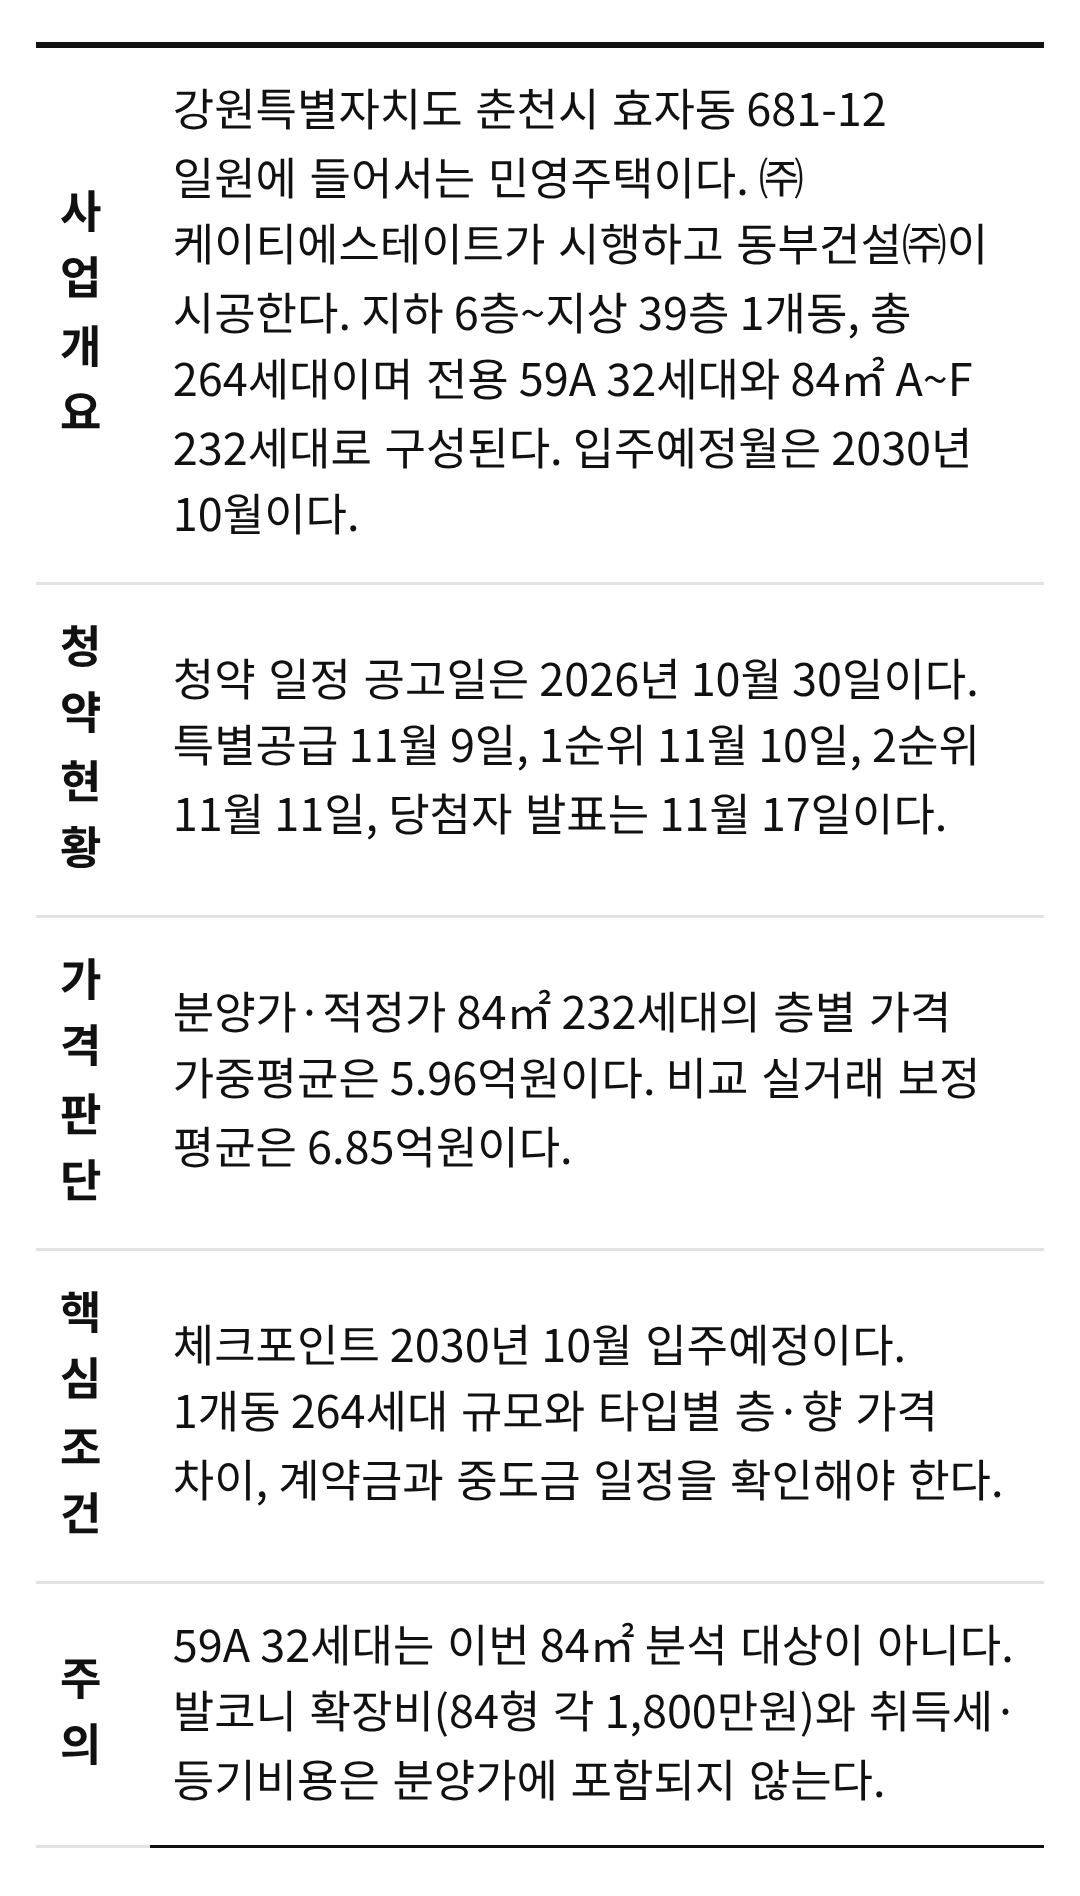 사업개요
강원특별자치도 춘천시 효자동 681-12
일원에 들어서는 민영주택이다. ㈜
케이티에스테이트가 시행하고 동부건설㈜이
시공한다. 지하 6층~지상 39층 1개동, 총
264세대이며 전용 59A 32세대와 84㎡ A~F
232세대로 구성된다. 입주예정월은 2030년
10월이다.
청약현황
청약 일정 공고일은 2026년 10월 30일이다.
특별공급 11월 9일, 1순위 11월 10일, 2순위
11월 11일, 당첨자 발표는 11월 17일이다.
가격판단
분양가·적정가 84㎡ 232세대의 층별 가격
가중평균은 5.96억원이다. 비교 실거래 보정
평균은 6.85억원이다.
핵심조건
체크포인트 2030년 10월 입주예정이다.
1개동 264세대 규모와 타입별 층·향 가격
차이, 계약금과 중도금 일정을 확인해야 한다.
주의
59A 32세대는 이번 84㎡ 분석 대상이 아니다.
발코니 확장비(84형 각 1,800만원)와 취득세·
등기비용은 분양가에 포함되지 않는다.